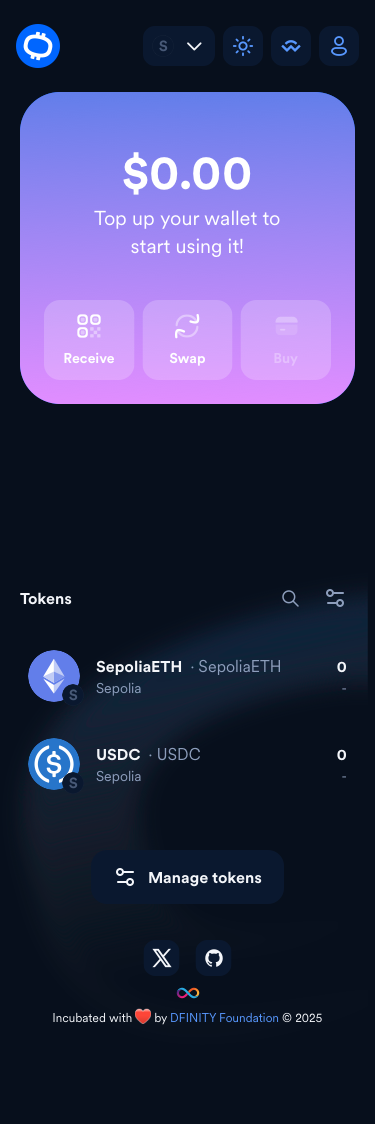 S
$0.00
Top up your wallet to
start using it!
Receive Swap Buy
Tokens
SepoliaETH · SepoliaETH 0
Sepolia -
S
USDC · USDC 0
Sepolia -
S
Manage tokens
Incubated with ❤️ by DFINITY Foundation © 2025